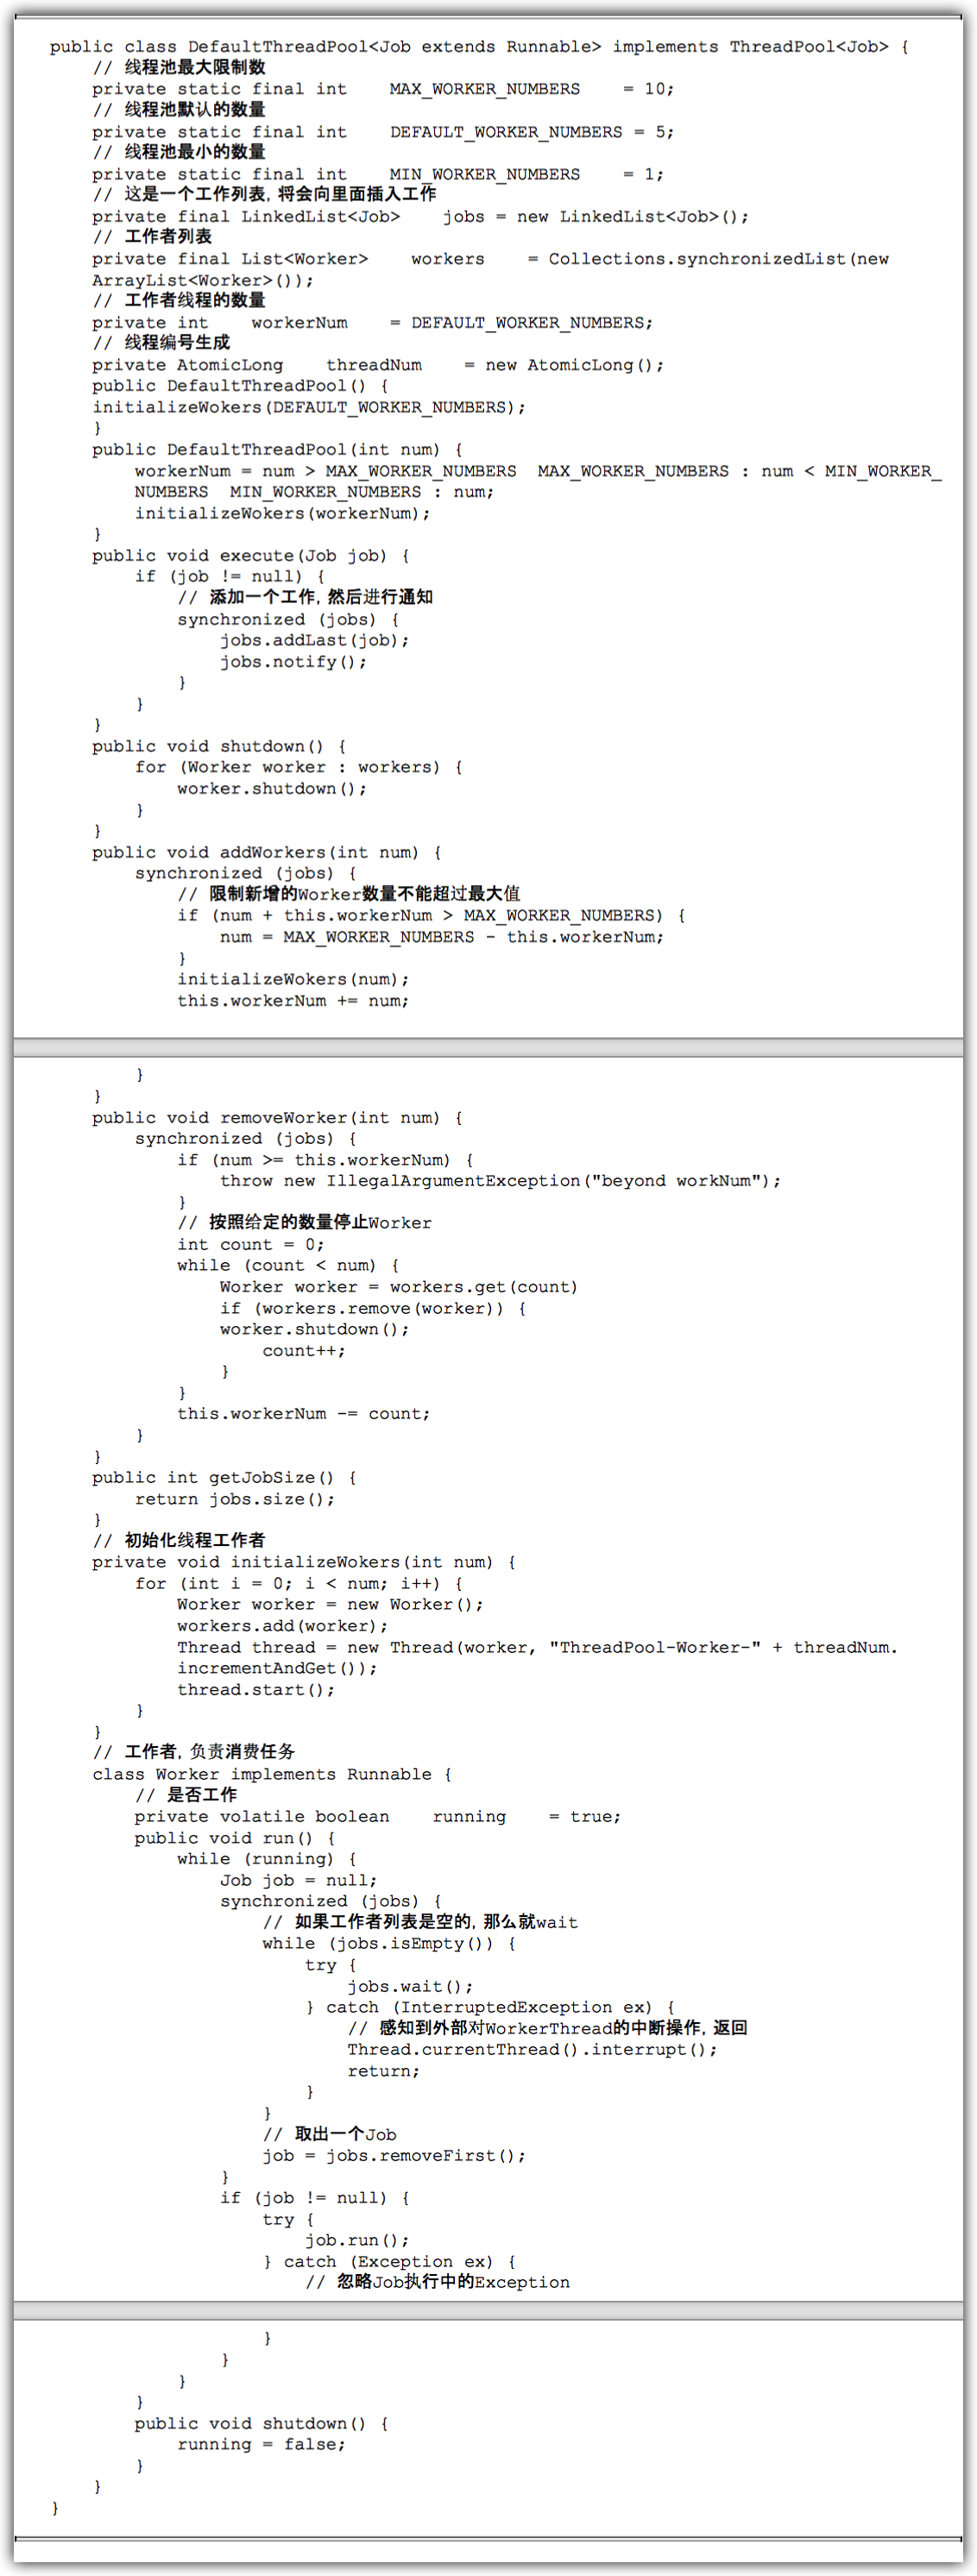 public class DefaultThreadPool<Job extends Runnable> implements ThreadPool<Job> {
// 线程池最大限制数
private static final int    MAX_WORKER_NUMBERS    = 10;
// 线程池默认的数量
private static final int    DEFAULT_WORKER_NUMBERS = 5;
// 线程池最小的数量
private static final int    MIN_WORKER_NUMBERS    = 1;
// 这是一个工作列表, 将会向里面插入工作
private final LinkedList<Job>    jobs = new LinkedList<Job>();
// 工作者列表
private final List<Worker>    workers    = Collections.synchronizedList(new
ArrayList<Worker>());
// 工作者线程的数量
private int    workerNum    = DEFAULT_WORKER_NUMBERS;
// 线程编号生成
private AtomicLong    threadNum    = new AtomicLong();
public DefaultThreadPool() {
initializeWokers(DEFAULT_WORKER_NUMBERS);
}
public DefaultThreadPool(int num) {
workerNum = num > MAX_WORKER_NUMBERS  MAX_WORKER_NUMBERS : num < MIN_WORKER_
NUMBERS  MIN_WORKER_NUMBERS : num;
initializeWokers(workerNum);
}
public void execute(Job job) {
if (job != null) {
// 添加一个工作, 然后进行通知
synchronized (jobs) {
jobs.addLast(job);
jobs.notify();
}
}
}
public void shutdown() {
for (Worker worker : workers) {
worker.shutdown();
}
}
public void addWorkers(int num) {
synchronized (jobs) {
// 限制新增的Worker数量不能超过最大值
if (num + this.workerNum > MAX_WORKER_NUMBERS) {
num = MAX_WORKER_NUMBERS - this.workerNum;
}
initializeWokers(num);
this.workerNum += num;
}
}
public void removeWorker(int num) {
synchronized (jobs) {
if (num >= this.workerNum) {
throw new IllegalArgumentException("beyond workNum");
}
// 按照给定的数量停止Worker
int count = 0;
while (count < num) {
Worker worker = workers.get(count)
if (workers.remove(worker)) {
worker.shutdown();
count++;
}
}
this.workerNum -= count;
}
}
public int getJobSize() {
return jobs.size();
}
// 初始化线程工作者
private void initializeWokers(int num) {
for (int i = 0; i < num; i++) {
Worker worker = new Worker();
workers.add(worker);
Thread thread = new Thread(worker, "ThreadPool-Worker-" + threadNum.
incrementAndGet());
thread.start();
}
}
// 工作者, 负责消费任务
class Worker implements Runnable {
// 是否工作
private volatile boolean    running    = true;
public void run() {
while (running) {
Job job = null;
synchronized (jobs) {
// 如果工作者列表是空的, 那么就wait
while (jobs.isEmpty()) {
try {
jobs.wait();
} catch (InterruptedException ex) {
// 感知到外部对WorkerThread的中断操作, 返回
Thread.currentThread().interrupt();
return;
}
}
// 取出一个Job
job = jobs.removeFirst();
}
if (job != null) {
try {
job.run();
} catch (Exception ex) {
// 忽略Job执行中的Exception
}
}
}
}
public void shutdown() {
running = false;
}
}
}